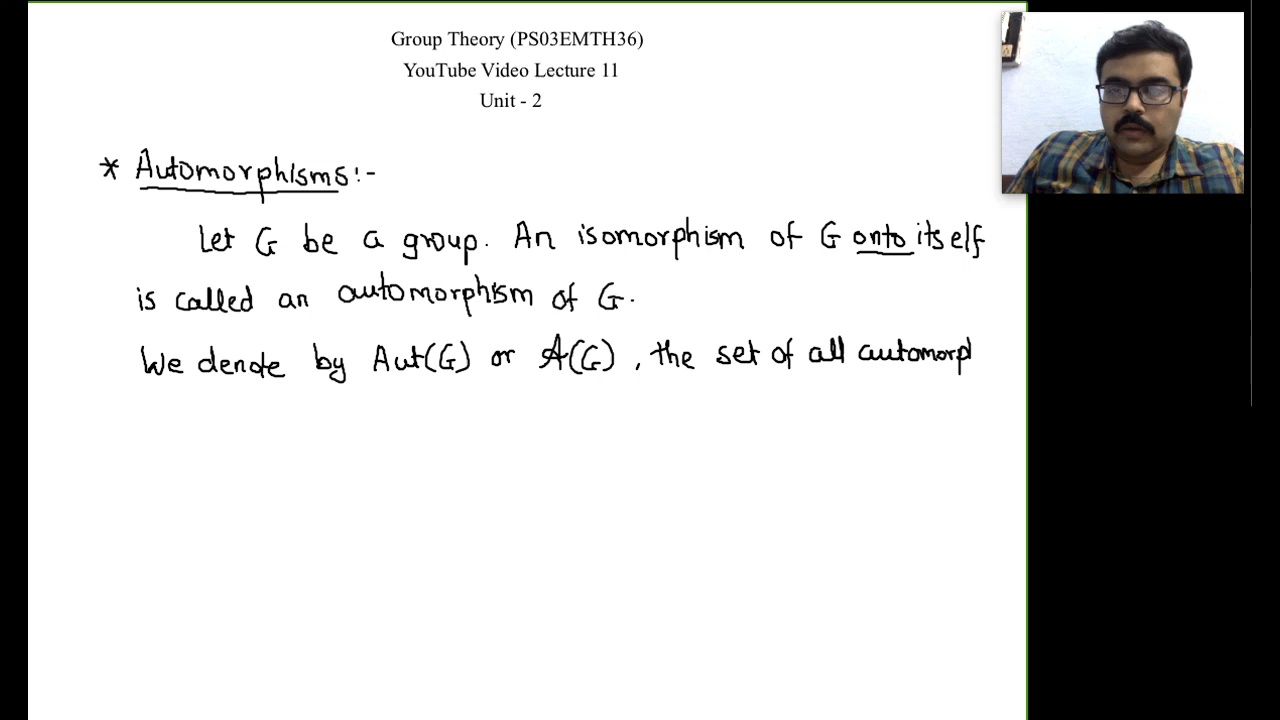 Group Theory (PS03EMTH36)
YouTube Video Lecture 11
Unit - 2
* Automorphisms:-
Let G be a group. An isomorphism of G onto itself
is called an automorphism of G.
We denote by Aut(G) or 𝒜(G), the set of all automorp